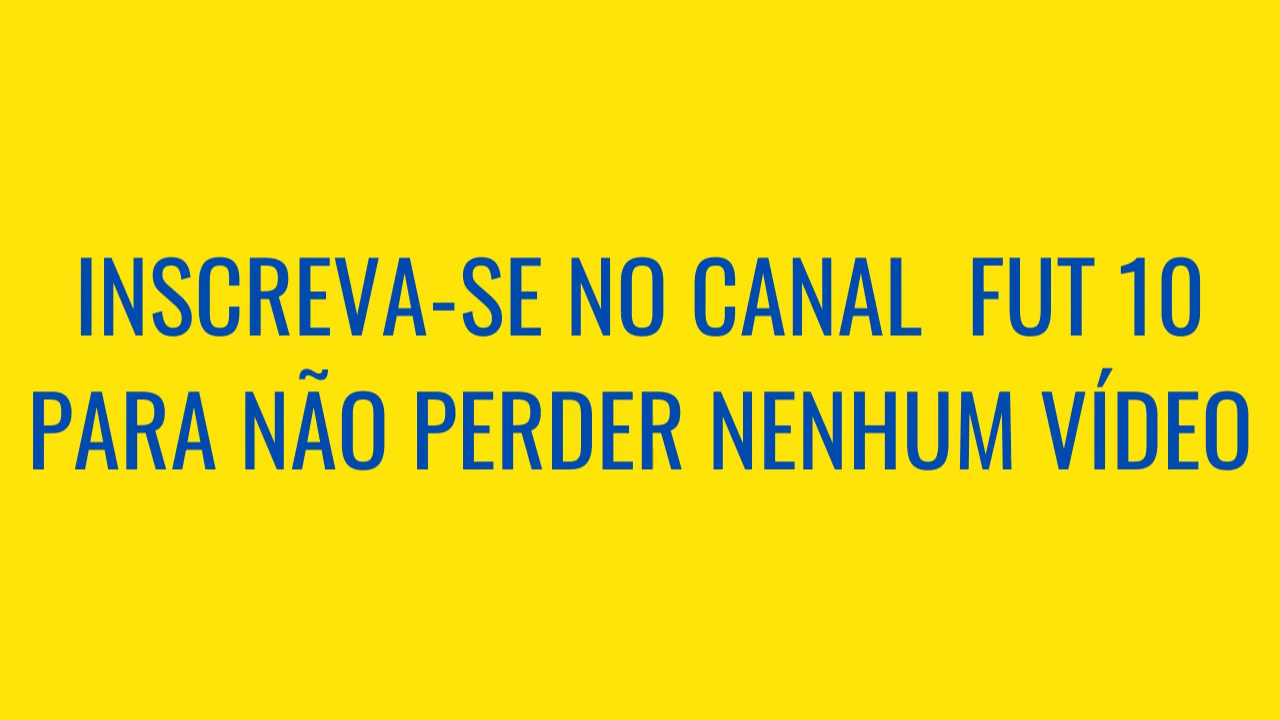 INSCREVA-SE NO CANAL  FUT 10
PARA NÃO PERDER NENHUM VÍDEO